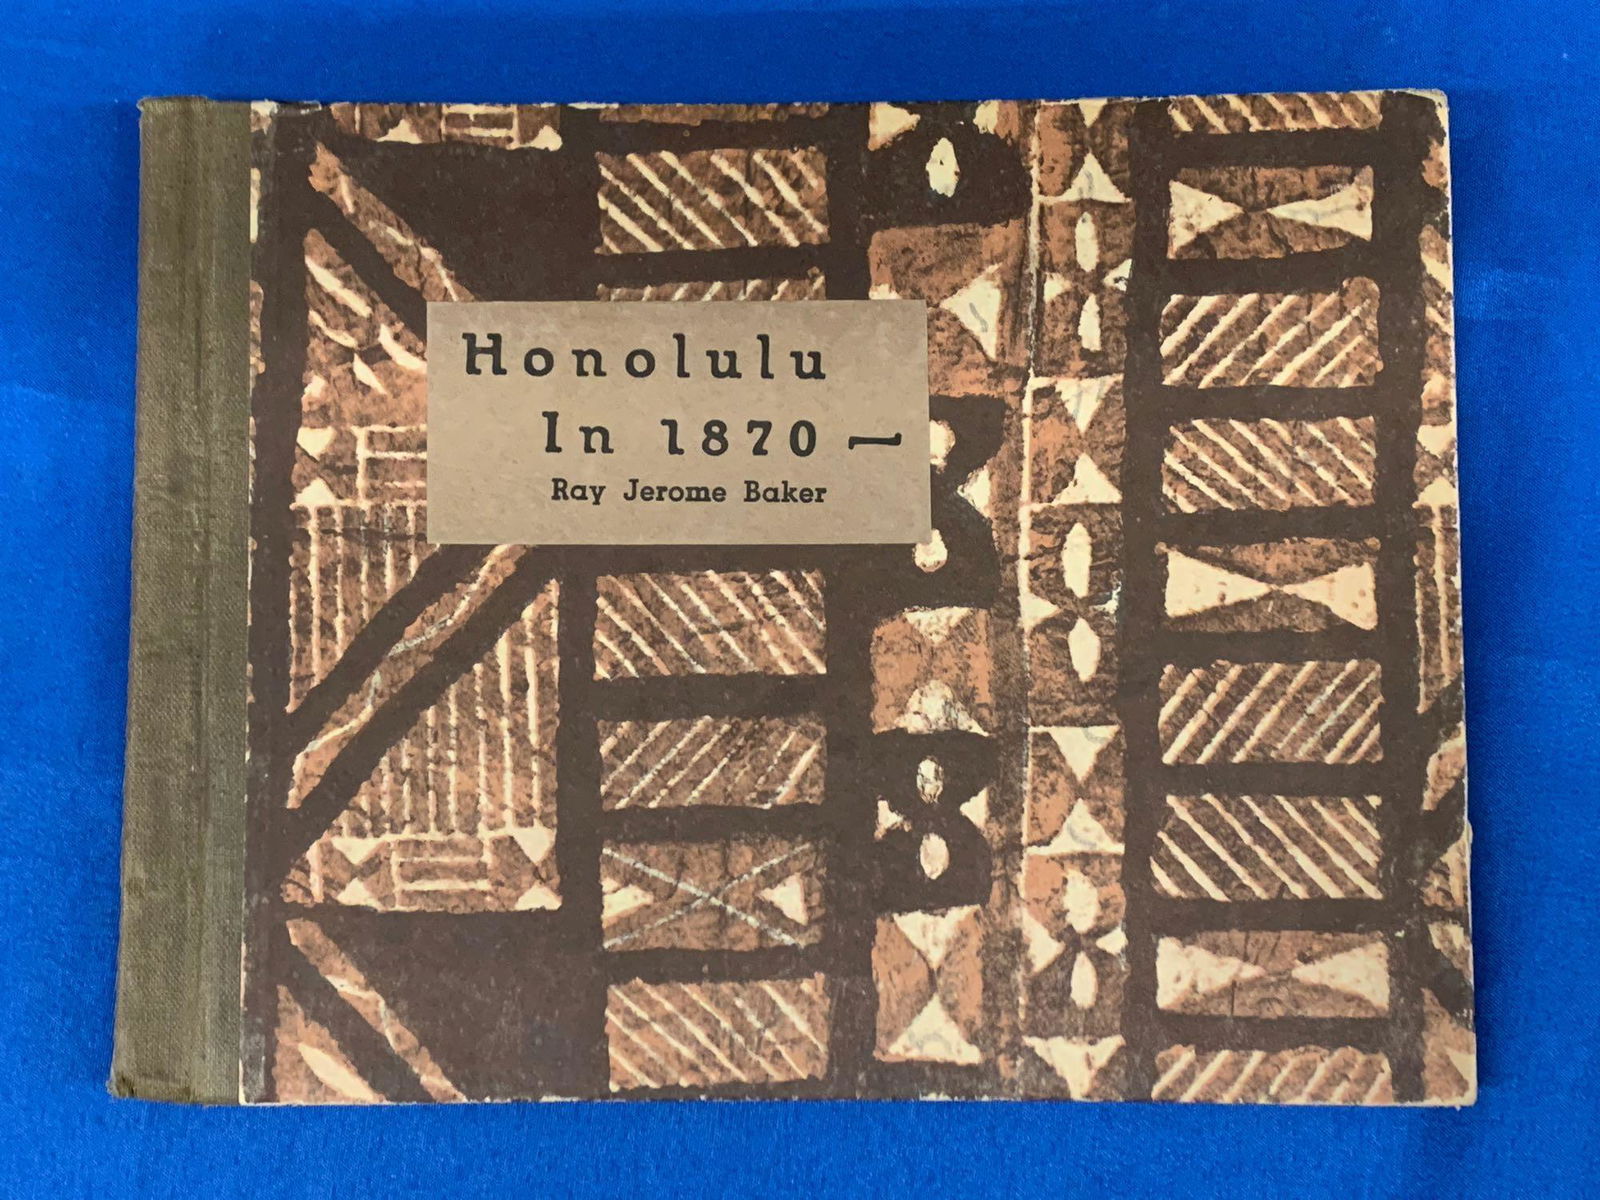 Honolulu
In 1870 ~
Ray Jerome Baker